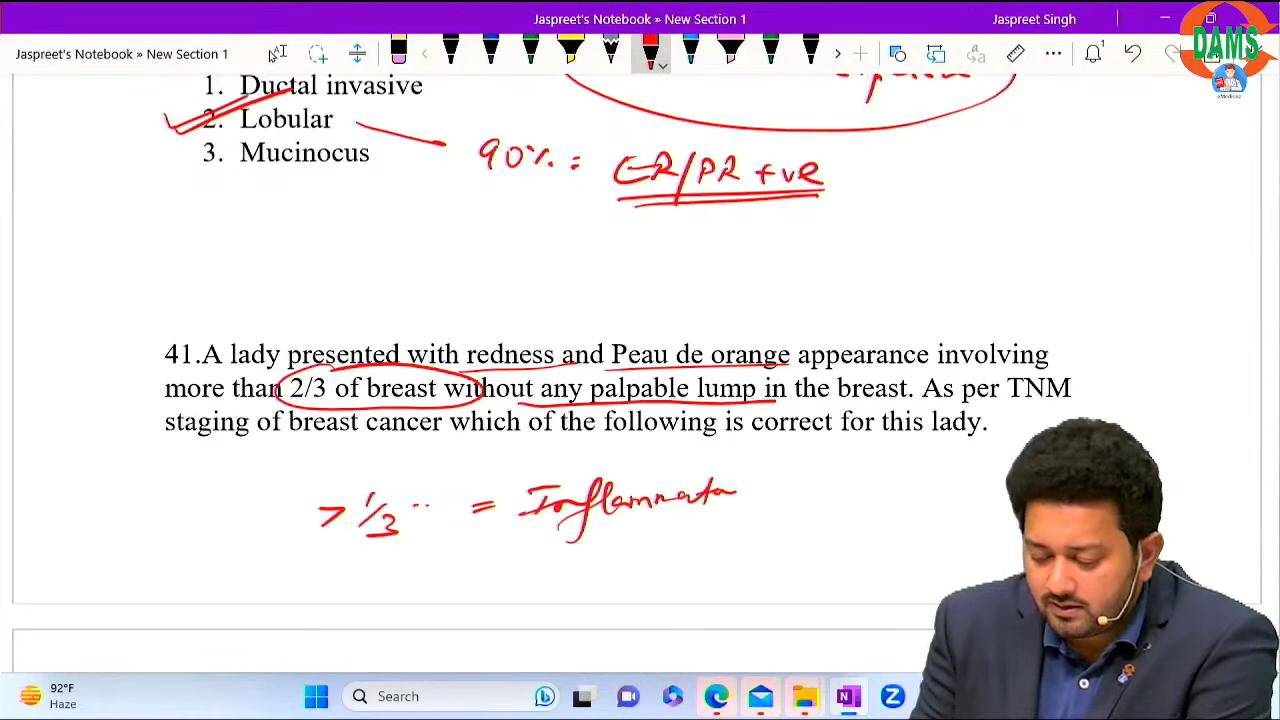 Jaspreet's Notebook » New Section 1
Jaspreet Singh
Jaspreet's Notebook » New Section 1
DAMS
eMedicoz
1. Ductal invasive
2. Lobular
3. Mucinocus
90% = ER/PR +vR
41.A lady presented with redness and Peau de orange appearance involving
more than 2/3 of breast without any palpable lump in the breast. As per TNM
staging of breast cancer which of the following is correct for this lady.
> 1/3 = Inflammato
92°F
Haze
Search